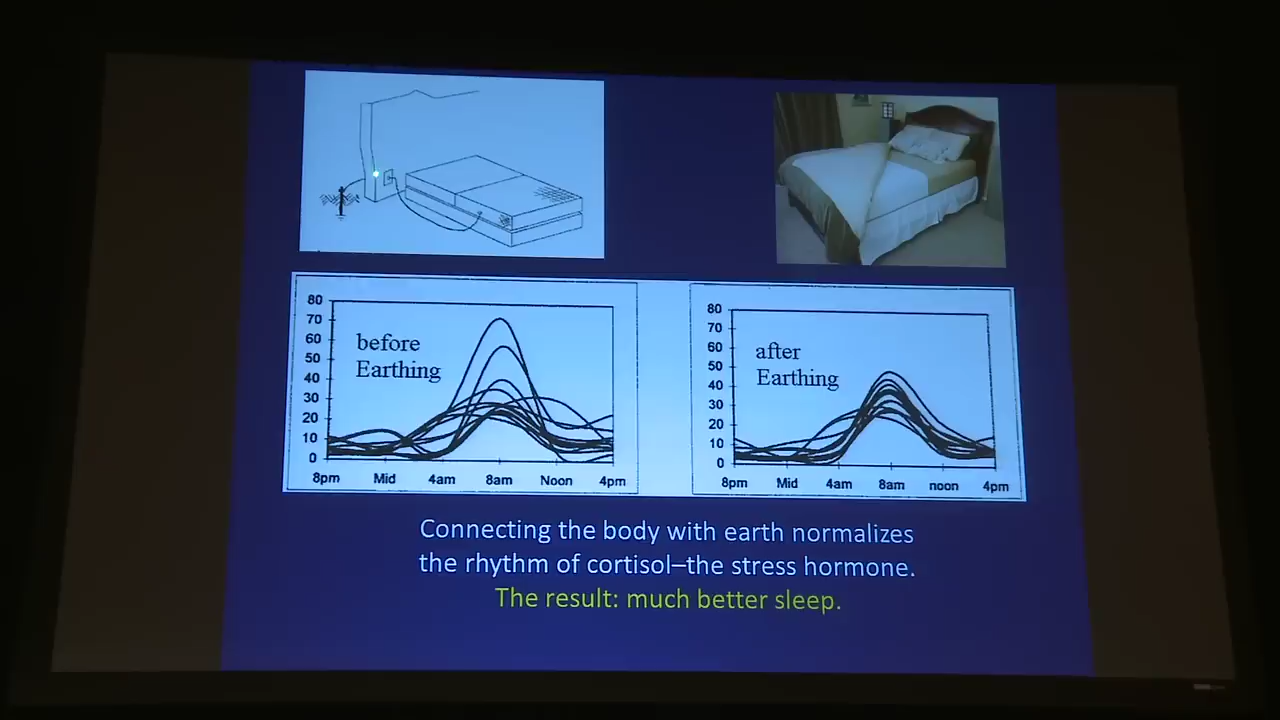 80
70
60
50
40
30
20
10
0
before
Earthing
8pm Mid 4am 8am Noon 4pm
80
70
60
50
40
30
20
10
0
after
Earthing
8pm Mid 4am 8am noon 4pm
Connecting the body with earth normalizes
the rhythm of cortisol–the stress hormone.
The result: much better sleep.